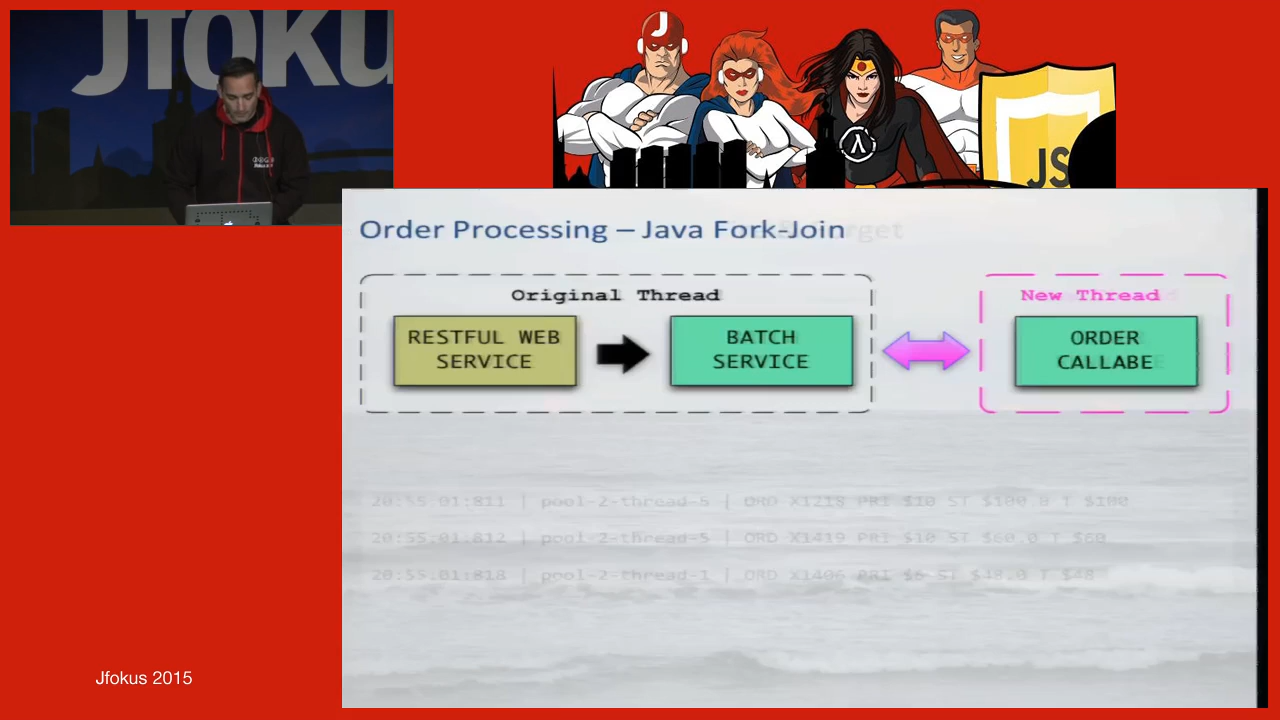 Jfoku
J
JS
Order Processing – Java Fork-Join
Original Thread
New Thread
RESTFUL WEB
SERVICE
BATCH
SERVICE
ORDER
CALLABE
20:55:01:811 | pool-2-thread-5 | ORD X1218 PRI $10 ST $100.0 T $100
20:55:01:812 | pool-2-thread-5 | ORD X1419 PRI $10 ST $60.0 T $60
20:55:01:818 | pool-2-thread-1 | ORD X1406 PRI $6 ST $48.0 T $48
Jfokus 2015